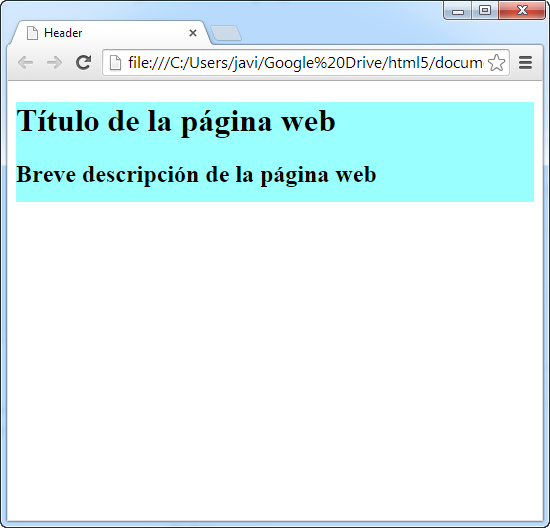 Header
file:///C:/Users/javi/Google%20Drive/html5/docum
Título de la página web
Breve descripción de la página web